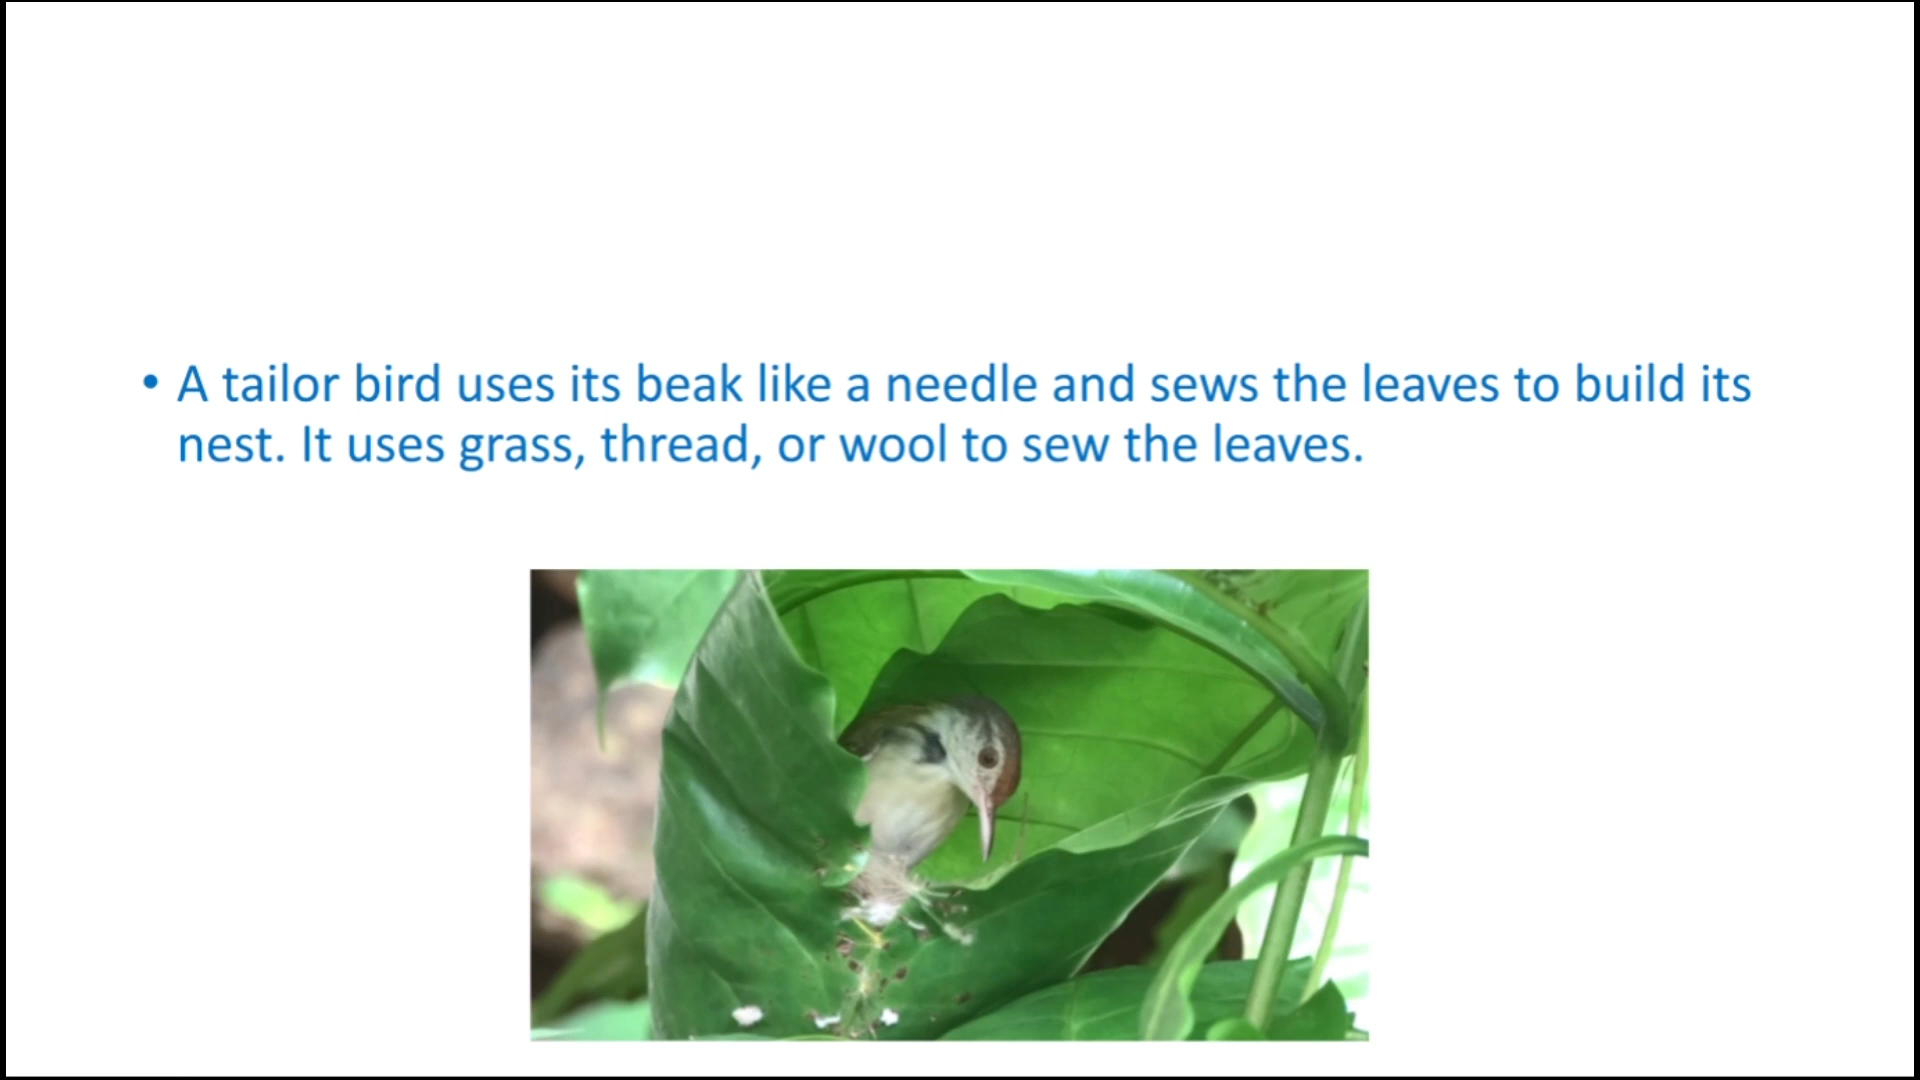 • A tailor bird uses its beak like a needle and sews the leaves to build its
nest. It uses grass, thread, or wool to sew the leaves.